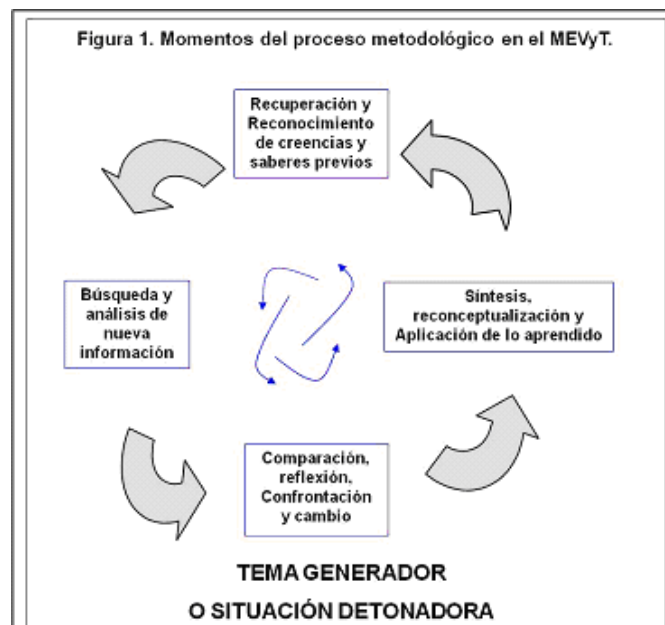 Figura 1. Momentos del proceso metodológico en el MEVyT.
Recuperación y
Reconocimiento
de creencias y
saberes previos
Búsqueda y
análisis de
nueva
información
Síntesis,
reconceptualización y
Aplicación de lo aprendido
Comparación,
reflexión,
Confrontación
y cambio
TEMA GENERADOR
O SITUACIÓN DETONADORA